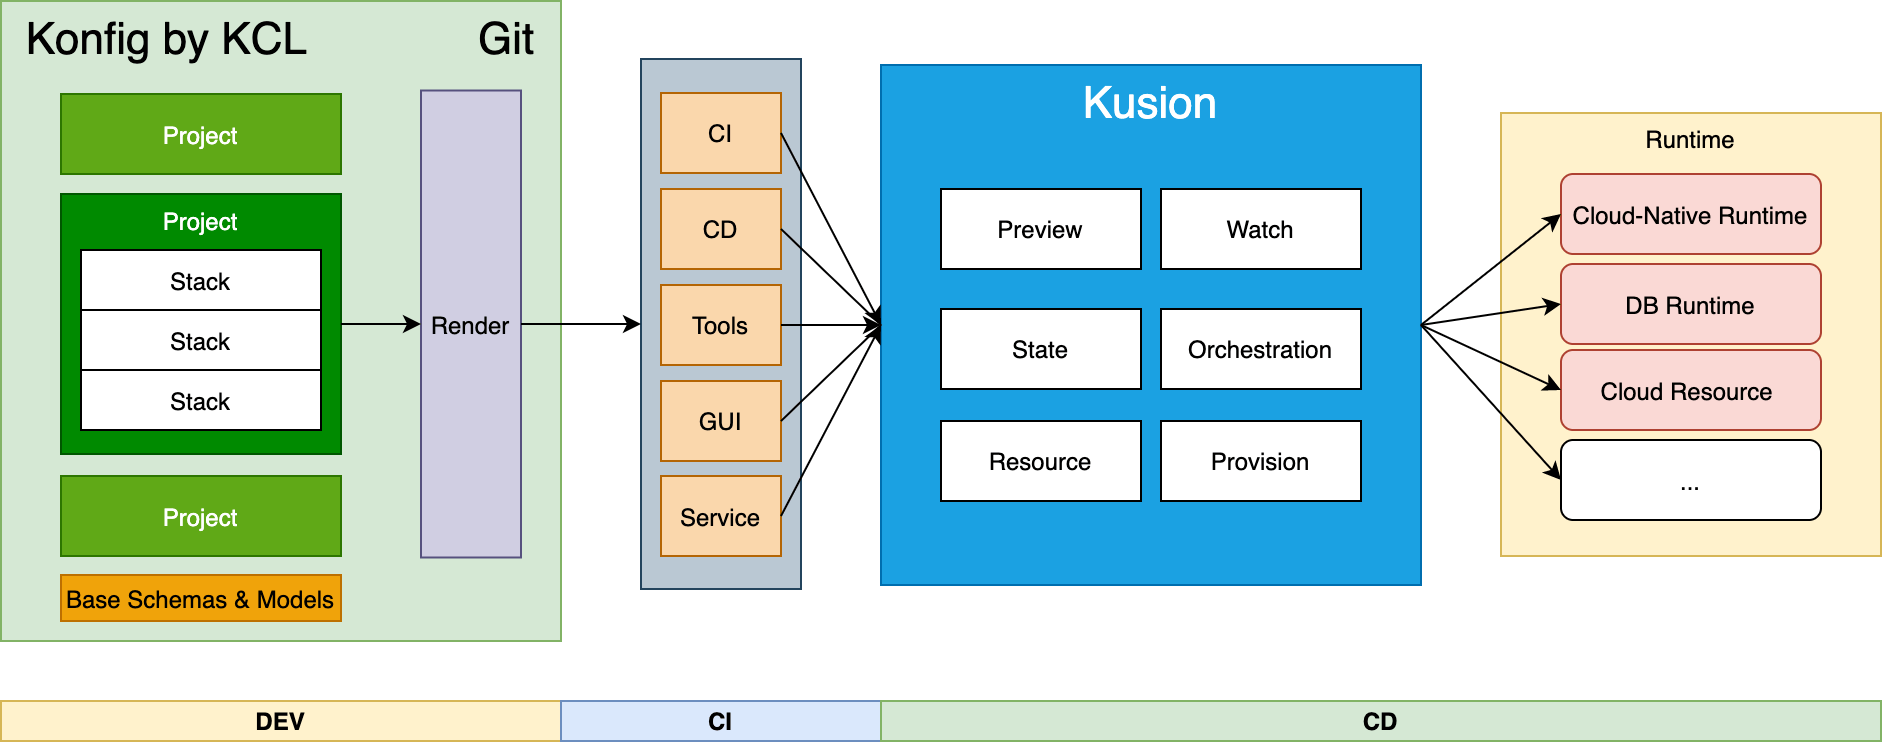 Konfig by KCL
Git
Project
Project
Stack
Stack
Stack
Project
Base Schemas & Models
Render
CI
CD
Tools
GUI
Service
Kusion
Preview
Watch
State
Orchestration
Resource
Provision
Runtime
Cloud-Native Runtime
DB Runtime
Cloud Resource
...
DEV
CI
CD